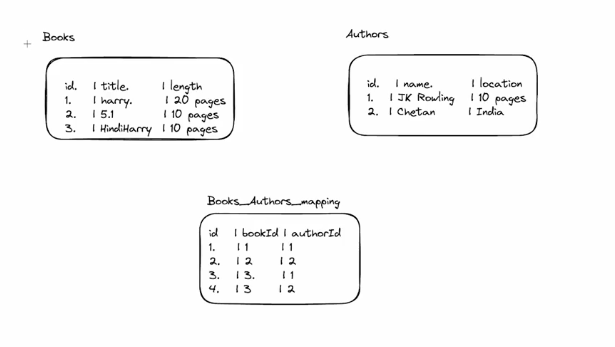 Books
id. | title. | length
1. | harry. | 20 pages
2. | 5.1 | 10 pages
3. | HindiHarry | 10 pages
Authors
id. | name. | location
1. | JK Rowling | 10 pages
2. | Chetan | India
Books_Authors_mapping
id | bookId | authorId
1. | 1 | 1
2. | 2 | 2
3. | 3. | 1
4. | 3 | 2